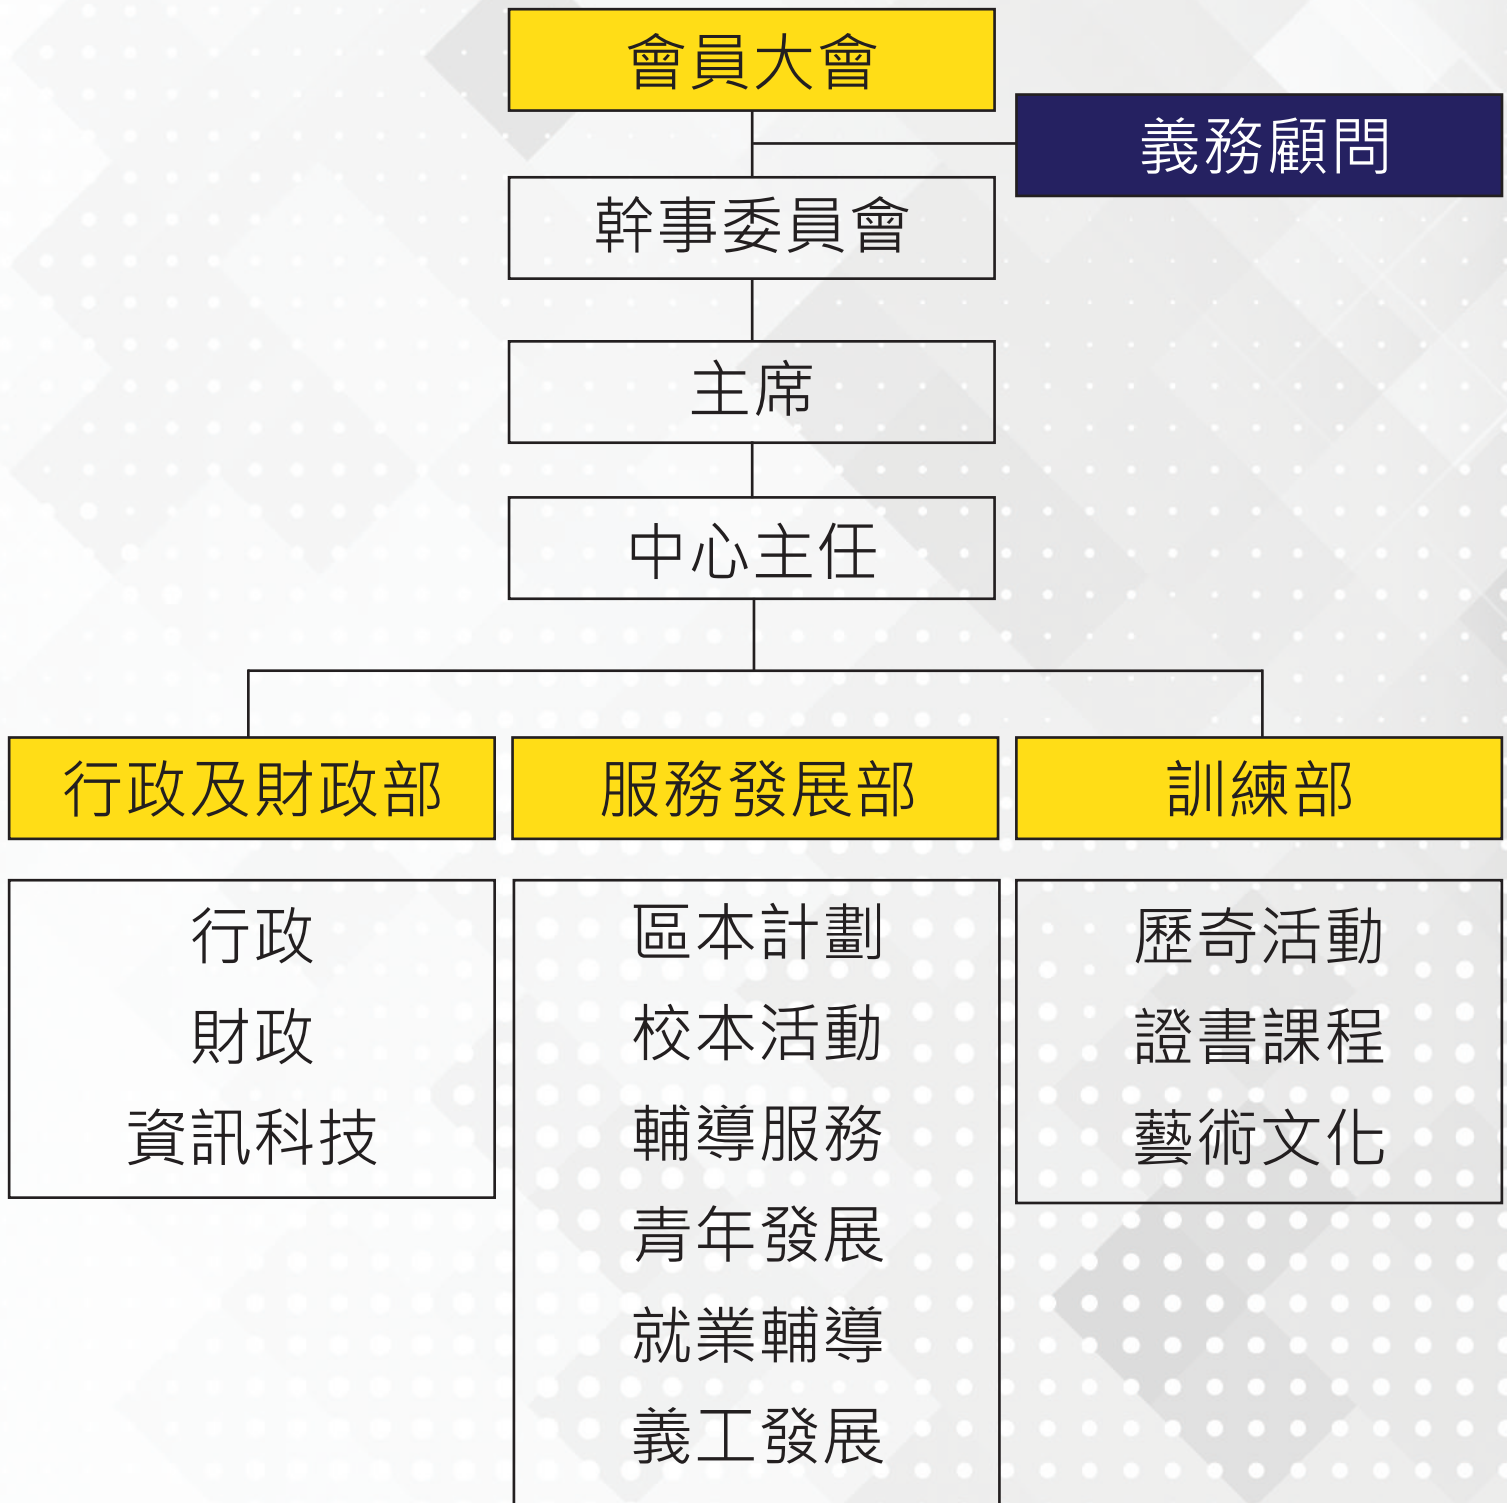 會員大會
義務顧問
幹事委員會
主席
中心主任
行政及財政部
服務發展部
訓練部
行政
財政
資訊科技
區本計劃
校本活動
輔導服務
青年發展
就業輔導
義工發展
歷奇活動
證書課程
藝術文化